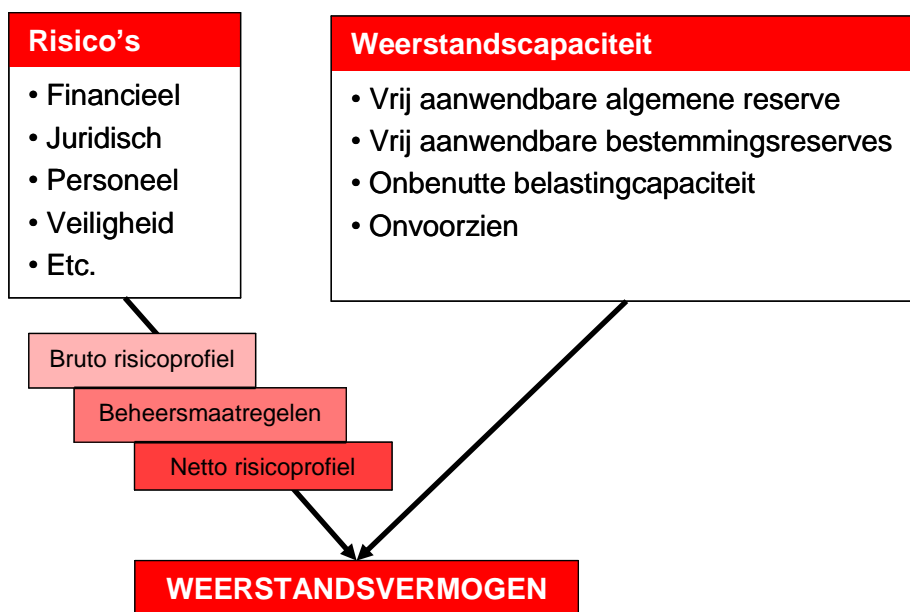 Risico's
• Financieel
• Juridisch
• Personeel
• Veiligheid
• Etc.
Weerstandscapaciteit
• Vrij aanwendbare algemene reserve
• Vrij aanwendbare bestemmingsreserves
• Onbenutte belastingcapaciteit
• Onvoorzien
Bruto risicoprofiel
Beheersmaatregelen
Netto risicoprofiel
WEERSTANDSVERMOGEN